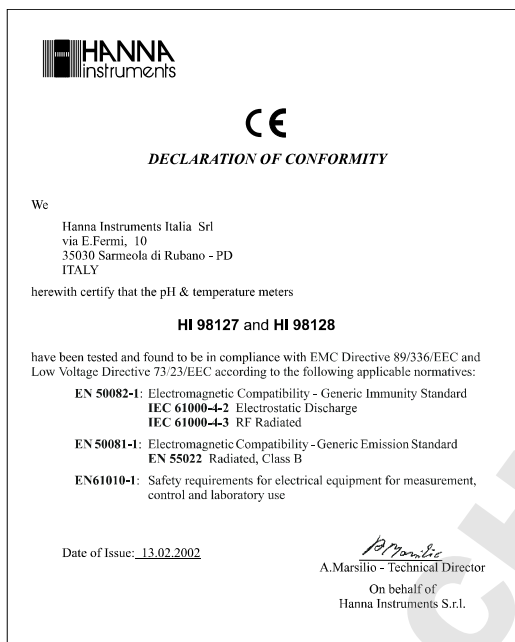 HANNA
instruments
CE
DECLARATION OF CONFORMITY
We
Hanna Instruments Italia Srl
via E.Fermi, 10
35030 Sarmeola di Rubano - PD
ITALY
herewith certify that the pH & temperature meters
HI 98127 and HI 98128
have been tested and found to be in compliance with EMC Directive 89/336/EEC and
Low Voltage Directive 73/23/EEC according to the following applicable normatives:
EN 50082-1: Electromagnetic Compatibility - Generic Immunity Standard
IEC 61000-4-2 Electrostatic Discharge
IEC 61000-4-3 RF Radiated
EN 50081-1: Electromagnetic Compatibility - Generic Emission Standard
EN 55022 Radiated, Class B
EN61010-1: Safety requirements for electrical equipment for measurement,
control and laboratory use
Date of Issue: 13.02.2002
A.Marsilio - Technical Director
On behalf of
Hanna Instruments S.r.l.